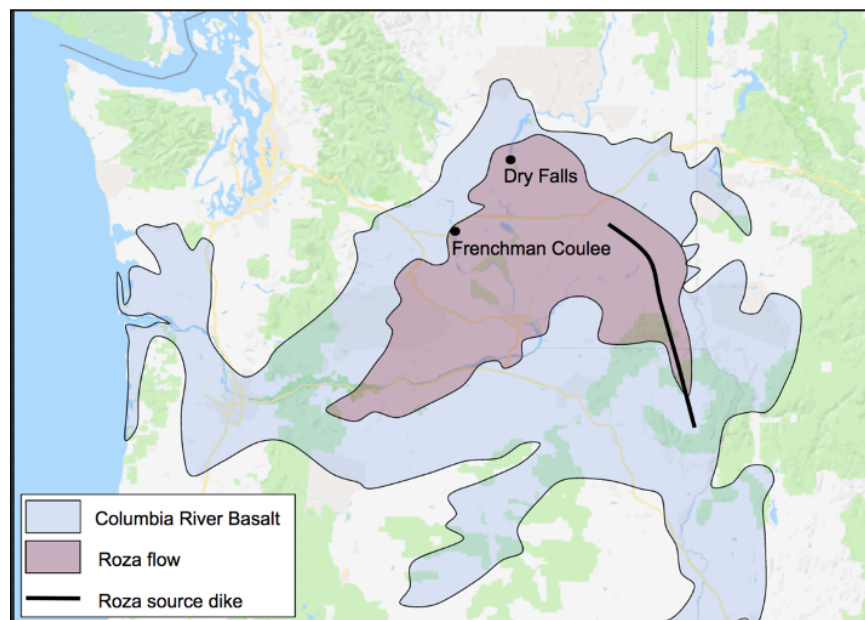 Dry Falls
Frenchman Coulee
Columbia River Basalt
Roza flow
Roza source dike